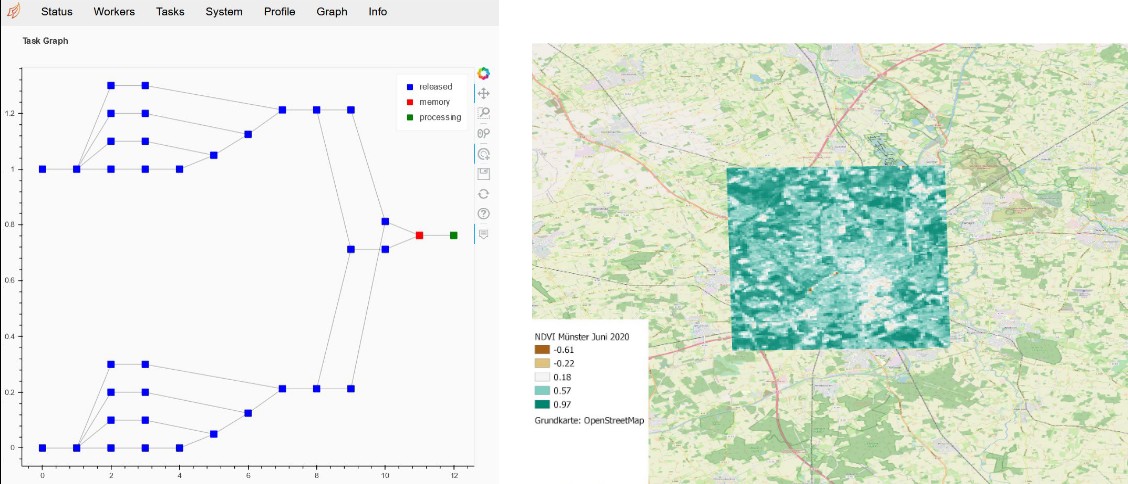 Status Workers Tasks System Profile Graph Info
Task Graph
released
memory
processing
1.2
1
0.8
0.6
0.4
0.2
0
0 2 4 6 8 10 12
NDVI Münster Juni 2020
-0.61
-0.22
0.18
0.57
0.97
Grundkarte: OpenStreetMap